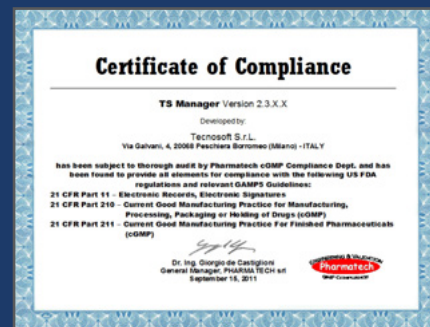 Certificate of Compliance
TS Manager Version 2.3.X.X
Developed by:
Tecnosoft S.r.L.
Via Galvani, 4, 20068 Peschiera Borromeo (Milano) - ITALY
has been subject to thorough audit by Pharmatech cGMP Compliance Dept. and has
been found to provide all elements for compliance with the following US FDA
regulations and relevant GAMP5 Guidelines:
21 CFR Part 11 - Electronic Records, Electronic Signatures
21 CFR Part 210 - Current Good Manufacturing Practice for Manufacturing,
Processing, Packaging or Holding of Drugs (cGMP)
21 CFR Part 211 - Current Good Manufacturing Practice For Finished Pharmaceuticals
(cGMP)
Dr. Ing. Giorgio de Castiglioni
General Manager, PHARMATECH srl
September 15, 2011
ENGINEERING & VALIDATION
Pharmatech
GMP COMPLIANCE